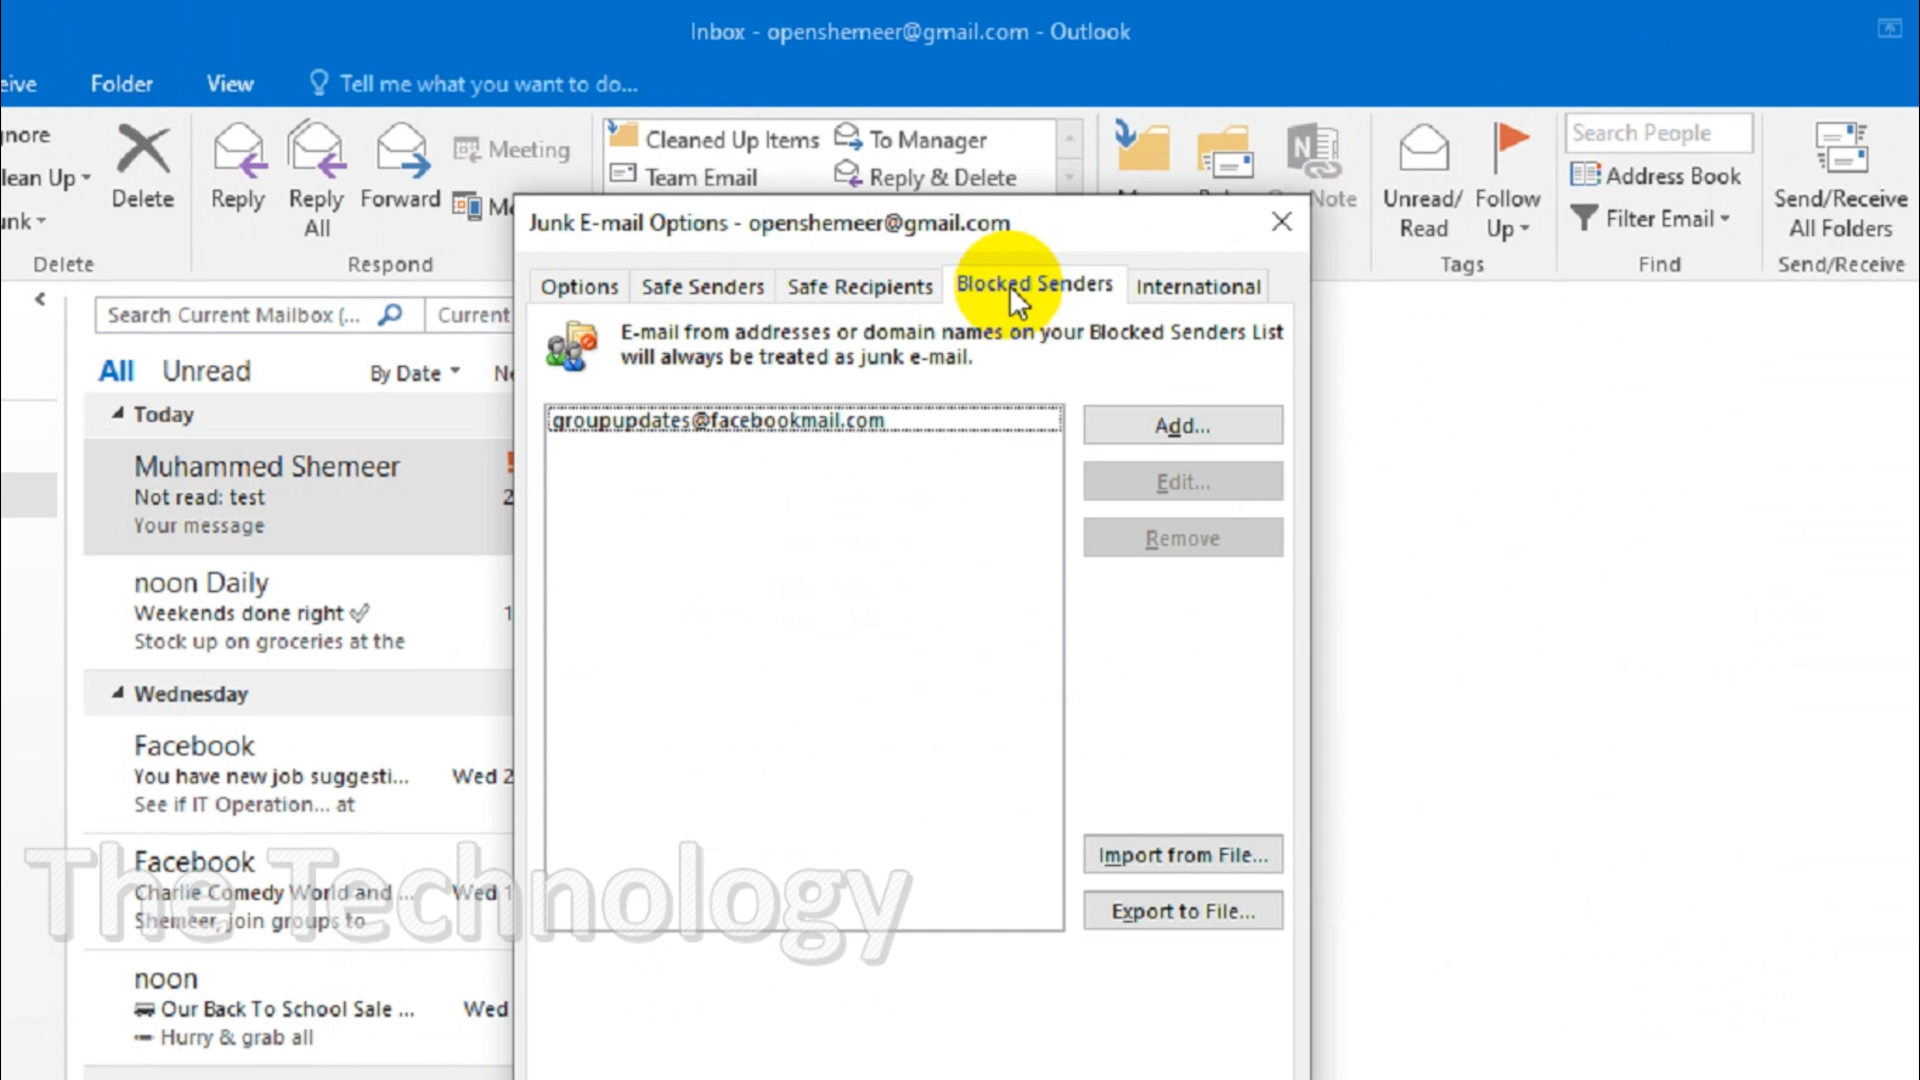 Inbox - openshemeer@gmail.com - Outlook
eive Folder View Tell me what you want to do...
gnore
lean Up
unk
Delete
Delete
Reply
Reply
All
Forward
Meeting
Respond
Cleaned Up Items To Manager
Team Email Reply & Delete
Note
Unread/
Read
Follow
Up
Tags
Search People
Address Book
Filter Email
Find
Send/Receive
All Folders
Send/Receive
Search Current Mailbox (... Current
All Unread By Date
Today
Muhammed Shemeer
Not read: test 2
Your message
noon Daily
Weekends done right 1
Stock up on groceries at the
Wednesday
Facebook
You have new job suggesti... Wed 2
See if IT Operation... at
Facebook
Charlie Comedy World and ... Wed 1
Shemeer, join groups to
noon
Our Back To School Sale ... Wed
Hurry & grab all
Junk E-mail Options - openshemeer@gmail.com
Options Safe Senders Safe Recipients Blocked Senders International
E-mail from addresses or domain names on your Blocked Senders List
will always be treated as junk e-mail.
groupupdates@facebookmail.com
Add...
Edit...
Remove
Import from File...
Export to File...
The Technology